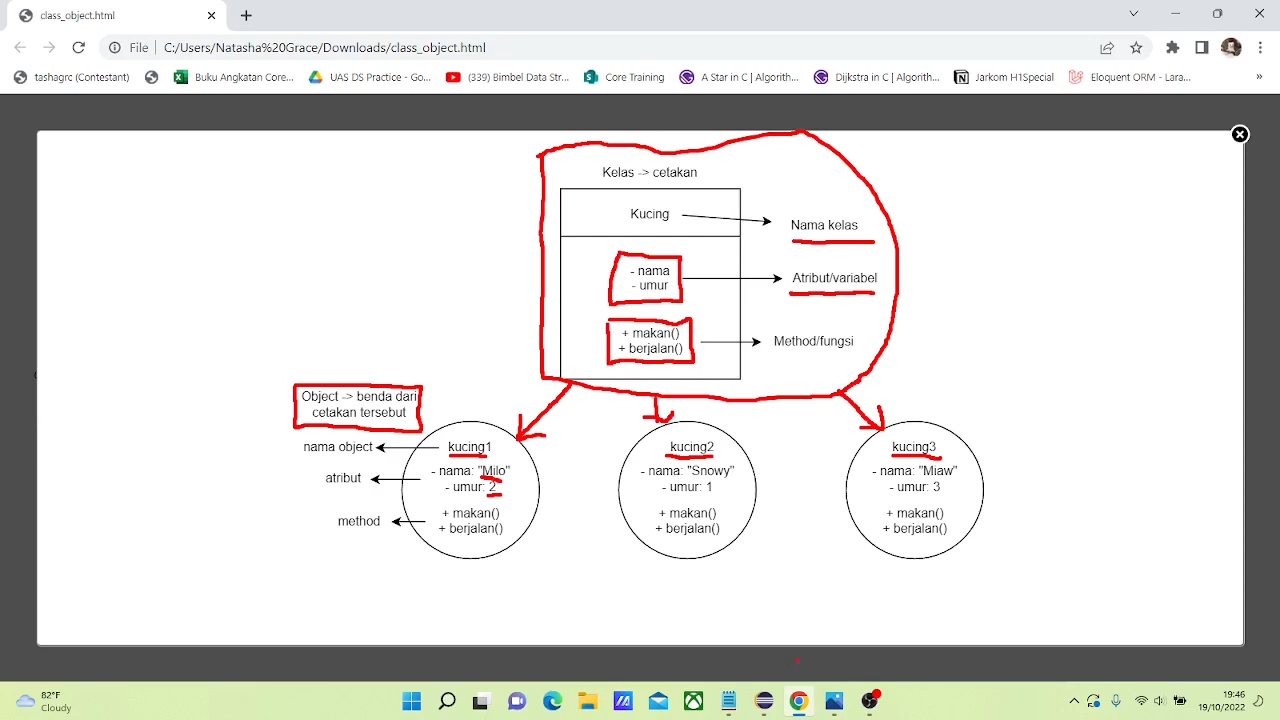 class_object.html
File
C:/Users/Natasha%20Grace/Downloads/class_object.html
tashagrc (Contestant)
Buku Angkatan Core...
UAS DS Practice - Go...
(339) Bimbel Data Str...
Core Training
A Star in C | Algorith...
Dijkstra in C | Algorith...
Jarkom H-1 Special
Eloquent ORM - Lara...
»
Kelas -> cetakan
Kucing
Nama kelas
- nama
- umur
Atribut/variabel
+ makan()
+ berjalan()
Method/fungsi
Object -> benda dari
cetakan tersebut
nama object
atribut
method
kucing1
- nama: "Milo"
- umur: 2
+ makan()
+ berjalan()
kucing2
- nama: "Snowy"
- umur: 1
+ makan()
+ berjalan()
kucing3
- nama: "Miaw"
- umur: 3
+ makan()
+ berjalan()
82°F
Cloudy
19:46
19/10/2022